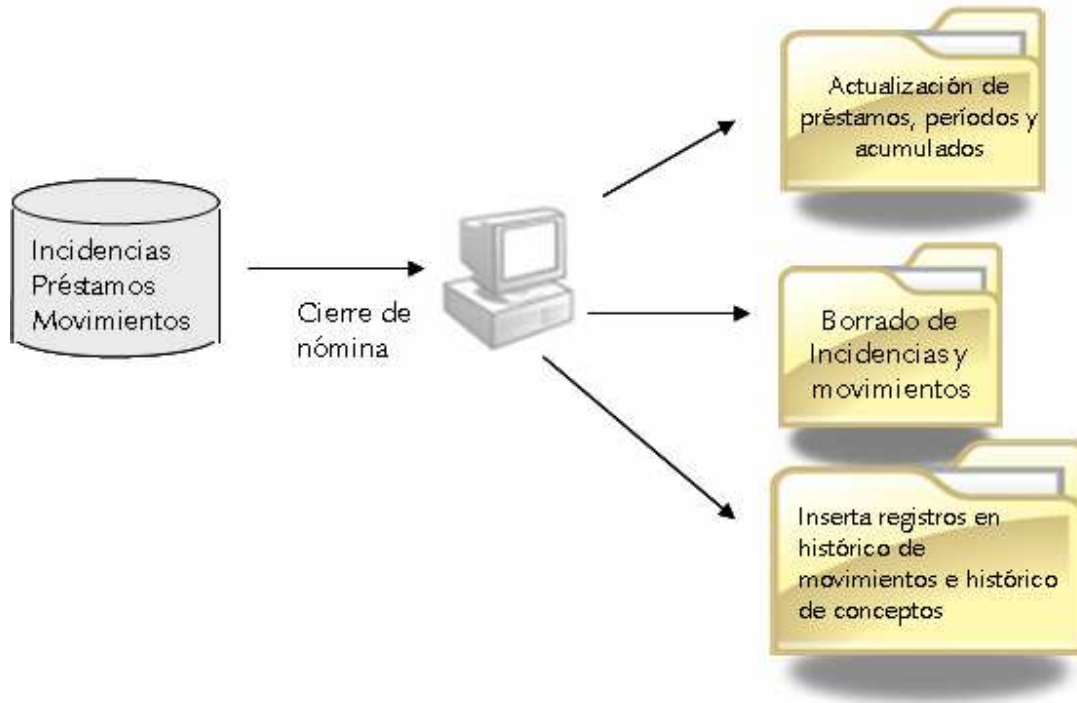 Incidencias
Préstamos
Movimientos
Cierre de
nómina
Actualización de
préstamos, períodos y
acumulados
Borrado de
Incidencias y
movimientos
Inserta registros en
histórico de
movimientos e histórico
de conceptos